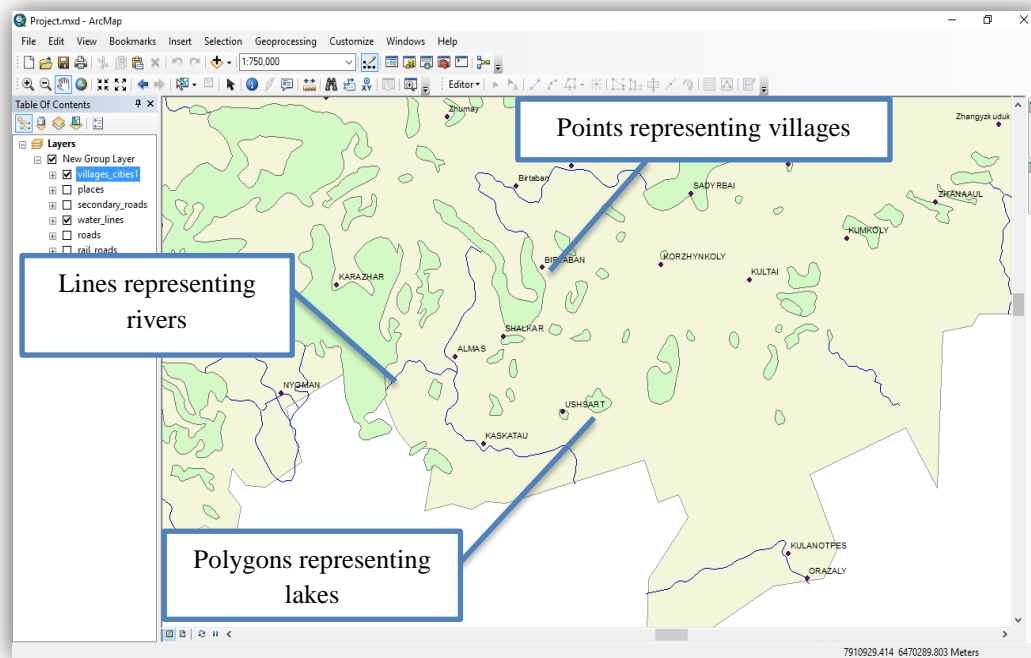 Project.mxd - ArcMap
File Edit View Bookmarks Insert Selection Geoprocessing Customize Windows Help
1:750,000
Editor
Table Of Contents
Layers
New Group Layer
villages_cities1
places
secondary_roads
water_lines
roads
rail_roads
Zhumay
Points representing villages
Zhangyzkuduk
Birtaban
SADYRBAI
ZHANAAUL
KUMKOLY
KORZHYNKOLY
KULTAI
KARAZHAR
Lines representing
rivers
SHALKAR
ALMAS
NYGMAN
USHSART
KASKATAU
Polygons representing
lakes
KULANOTPES
ORAZALY
7910929.414 6470289.803 Meters